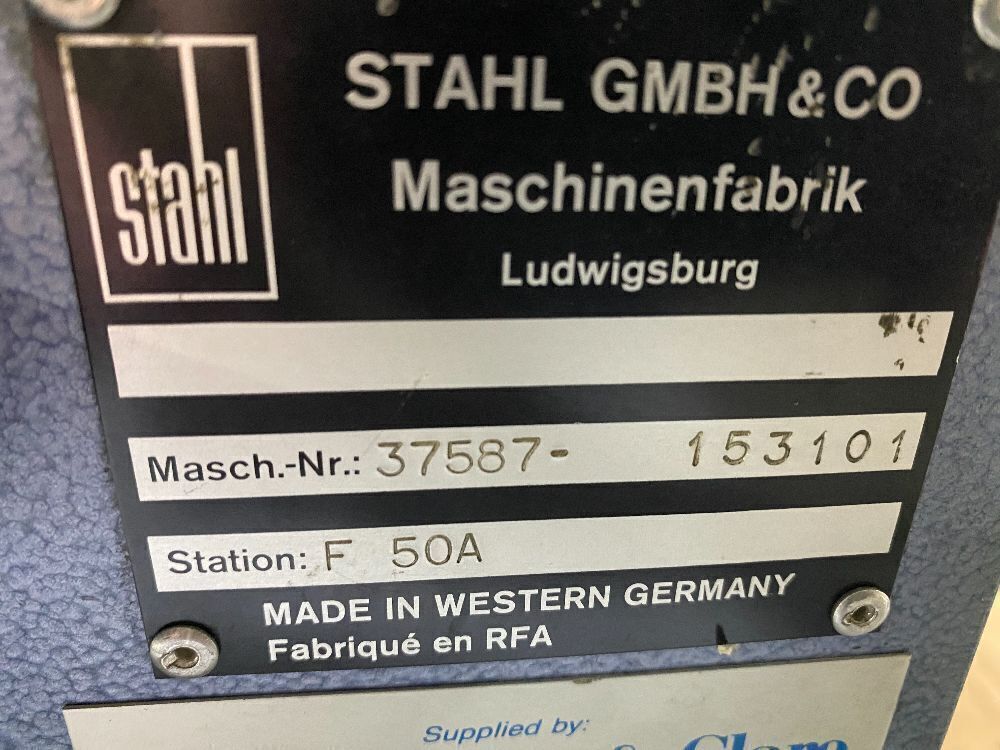 stahl
STAHL GMBH & CO
Maschinenfabrik
Ludwigsburg
Masch.-Nr.: 37587- 153101
Station: F 50A
MADE IN WESTERN GERMANY
Fabriqué en RFA
Supplied by:
&